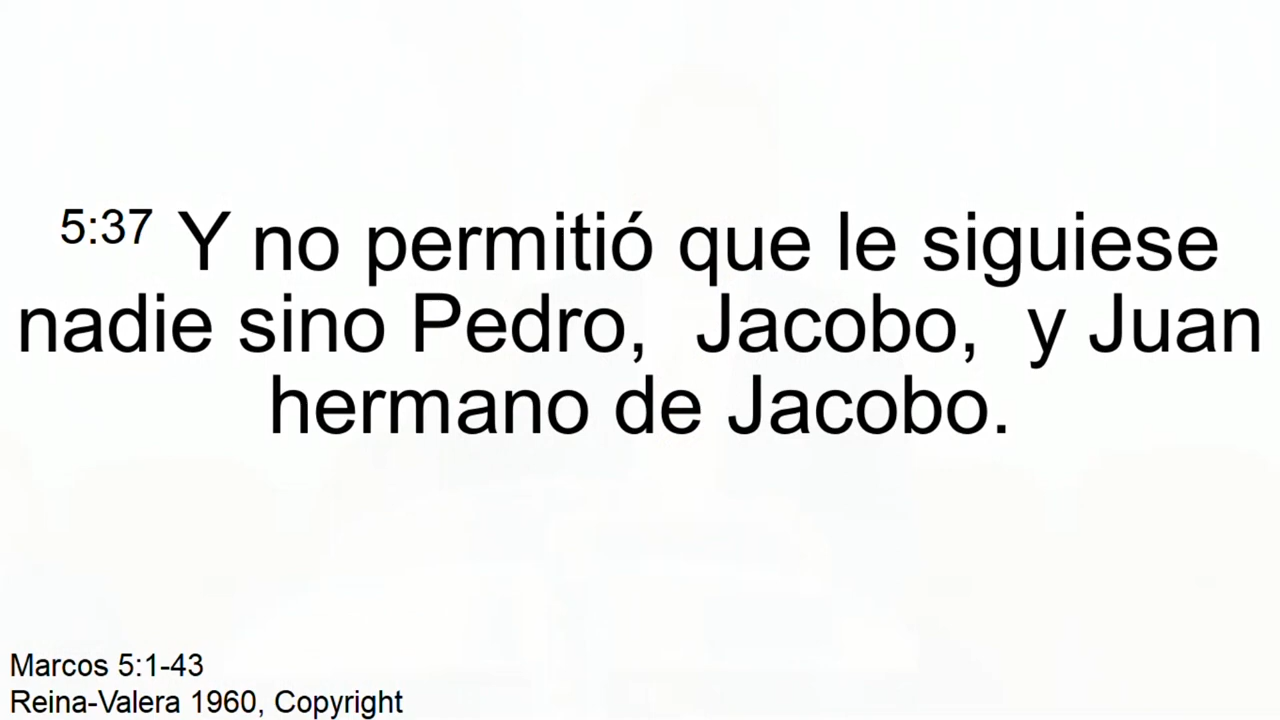 5:37 Y no permitió que le siguiese
nadie sino Pedro,  Jacobo,  y Juan
hermano de Jacobo.
Marcos 5:1-43
Reina-Valera 1960, Copyright